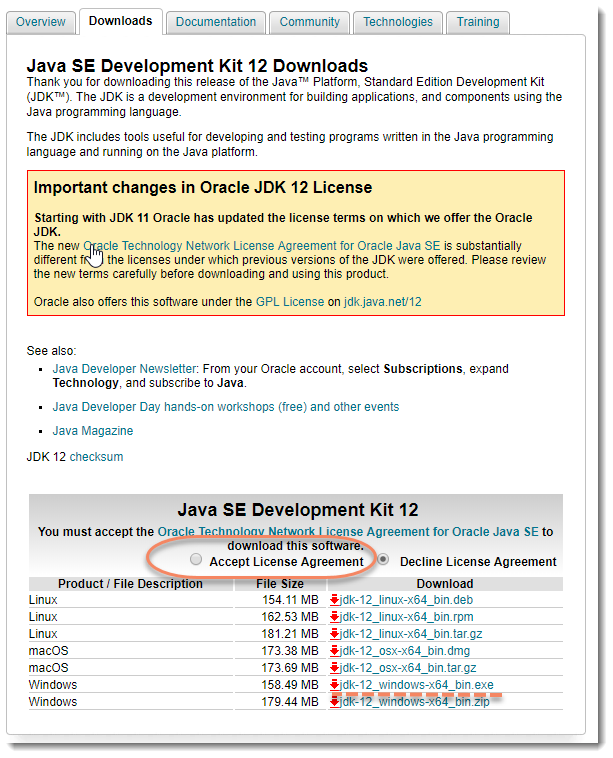 Overview Downloads Documentation Community Technologies Training
Java SE Development Kit 12 Downloads
Thank you for downloading this release of the Java™ Platform, Standard Edition Development Kit
(JDK™). The JDK is a development environment for building applications, and components using the
Java programming language.
The JDK includes tools useful for developing and testing programs written in the Java programming
language and running on the Java platform.
Important changes in Oracle JDK 12 License
Starting with JDK 11 Oracle has updated the license terms on which we offer the Oracle
JDK.
The new Oracle Technology Network License Agreement for Oracle Java SE is substantially
different from the licenses under which previous versions of the JDK were offered. Please review
the new terms carefully before downloading and using this product.
Oracle also offers this software under the GPL License on jdk.java.net/12
See also:
Java Developer Newsletter: From your Oracle account, select Subscriptions, expand
Technology, and subscribe to Java.
Java Developer Day hands-on workshops (free) and other events
Java Magazine
JDK 12 checksum
Java SE Development Kit 12
You must accept the Oracle Technology Network License Agreement for Oracle Java SE to
download this software.
Accept License Agreement Decline License Agreement
Product / File Description File Size Download
Linux 154.11 MB jdk-12_linux-x64_bin.deb
Linux 162.53 MB jdk-12_linux-x64_bin.rpm
Linux 181.21 MB jdk-12_linux-x64_bin.tar.gz
macOS 173.38 MB jdk-12_osx-x64_bin.dmg
macOS 173.69 MB jdk-12_osx-x64_bin.tar.gz
Windows 158.49 MB jdk-12_windows-x64_bin.exe
Windows 179.44 MB jdk-12_windows-x64_bin.zip